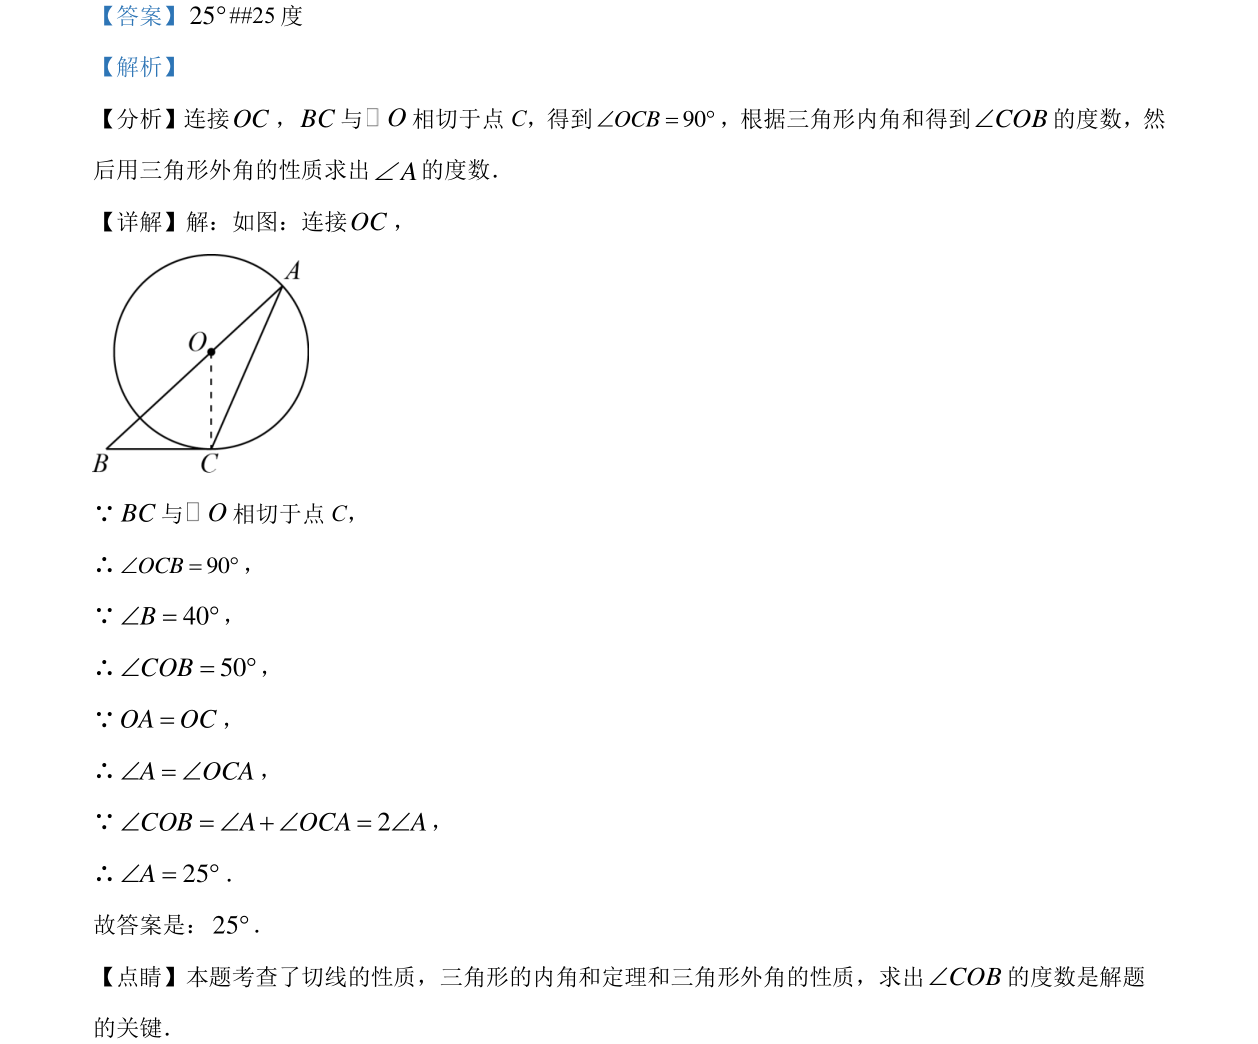 【答案】25°##25 度
【解析】
【分析】连接OC，BC与□ O相切于点 C，得到∠OCB=90°，根据三角形内角和得到∠COB的度数，然
后用三角形外角的性质求出∠A的度数．
【详解】解：如图：连接OC，
A
O
B
C
∵BC与□ O相切于点 C，
∴∠OCB=90°，
∵∠B=40°，
∴∠COB=50°，
∵OA=OC，
∴∠A=∠OCA，
∵∠COB=∠A+∠OCA=2∠A，
∴∠A=25°．
故答案是：25°．
【点睛】本题考查了切线的性质，三角形的内角和定理和三角形外角的性质，求出∠COB的度数是解题
的关键．